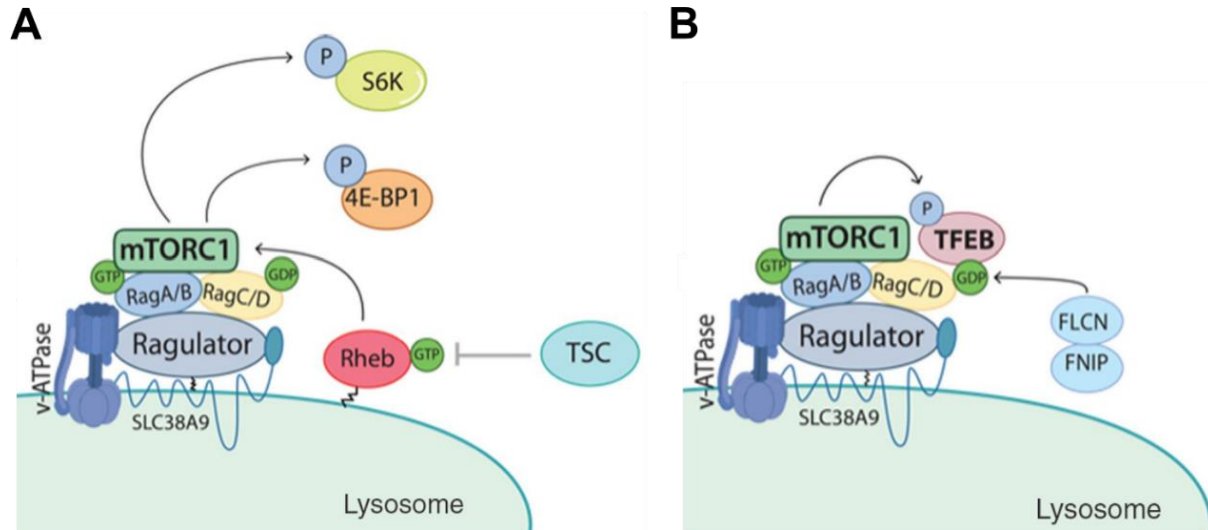 A
P
S6K
P
4E-BP1
mTORC1
GTP
GDP
RagA/B
RagC/D
Ragulator
v-ATPase
SLC38A9
Rheb
GTP
TSC
Lysosome
B
P
mTORC1
TFEB
GTP
GDP
RagA/B
RagC/D
FLCN
FNIP
Ragulator
v-ATPase
SLC38A9
Lysosome